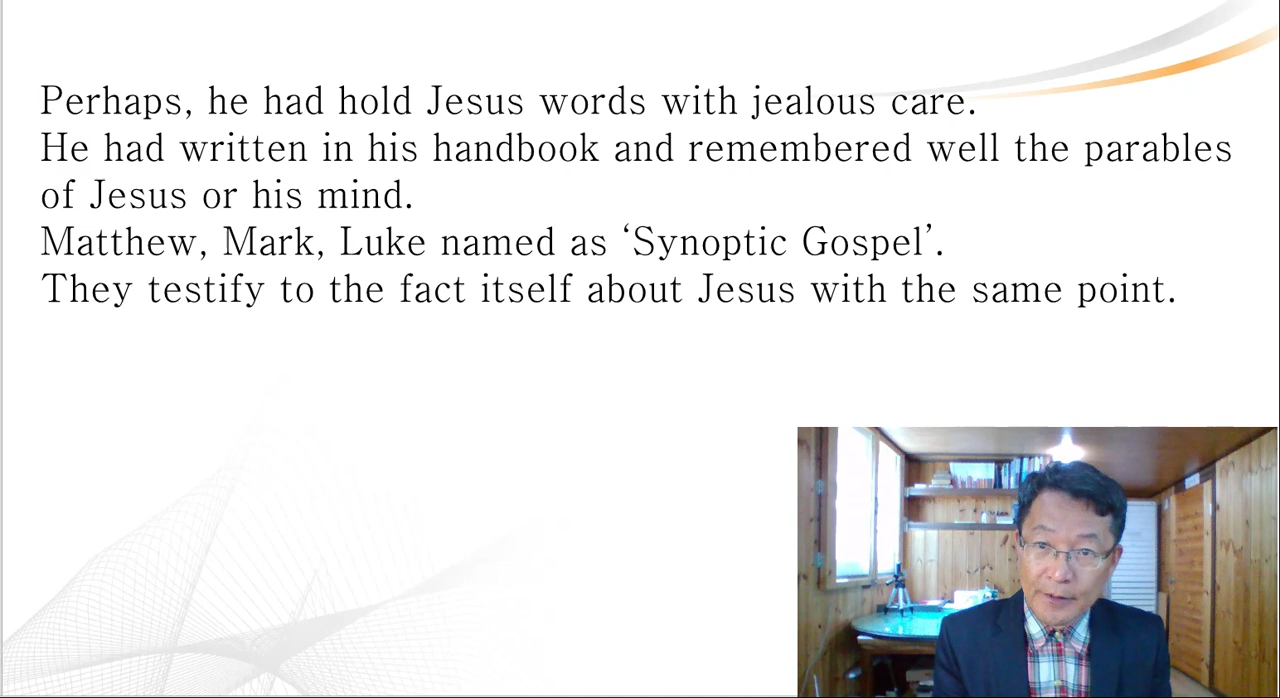 Perhaps, he had hold Jesus words with jealous care.
He had written in his handbook and remembered well the parables
of Jesus or his mind.
Matthew, Mark, Luke named as ‘Synoptic Gospel’.
They testify to the fact itself about Jesus with the same point.